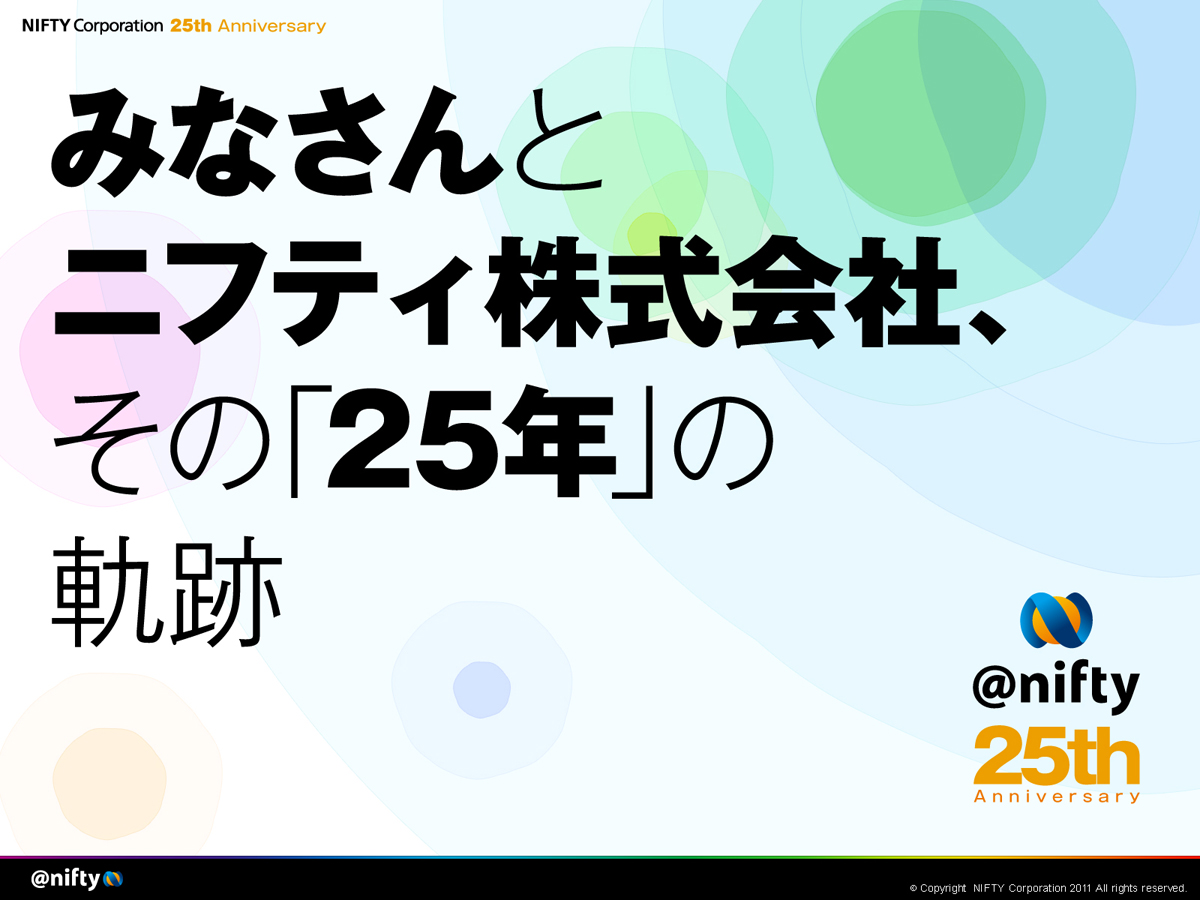 NIFTY Corporation 25th Anniversary
みなさんと
ニフティ株式会社、
その「25年」の
軌跡
@nifty
25th
Anniversary
@nifty
© Copyright NIFTY Corporation 2011 All rights reserved.